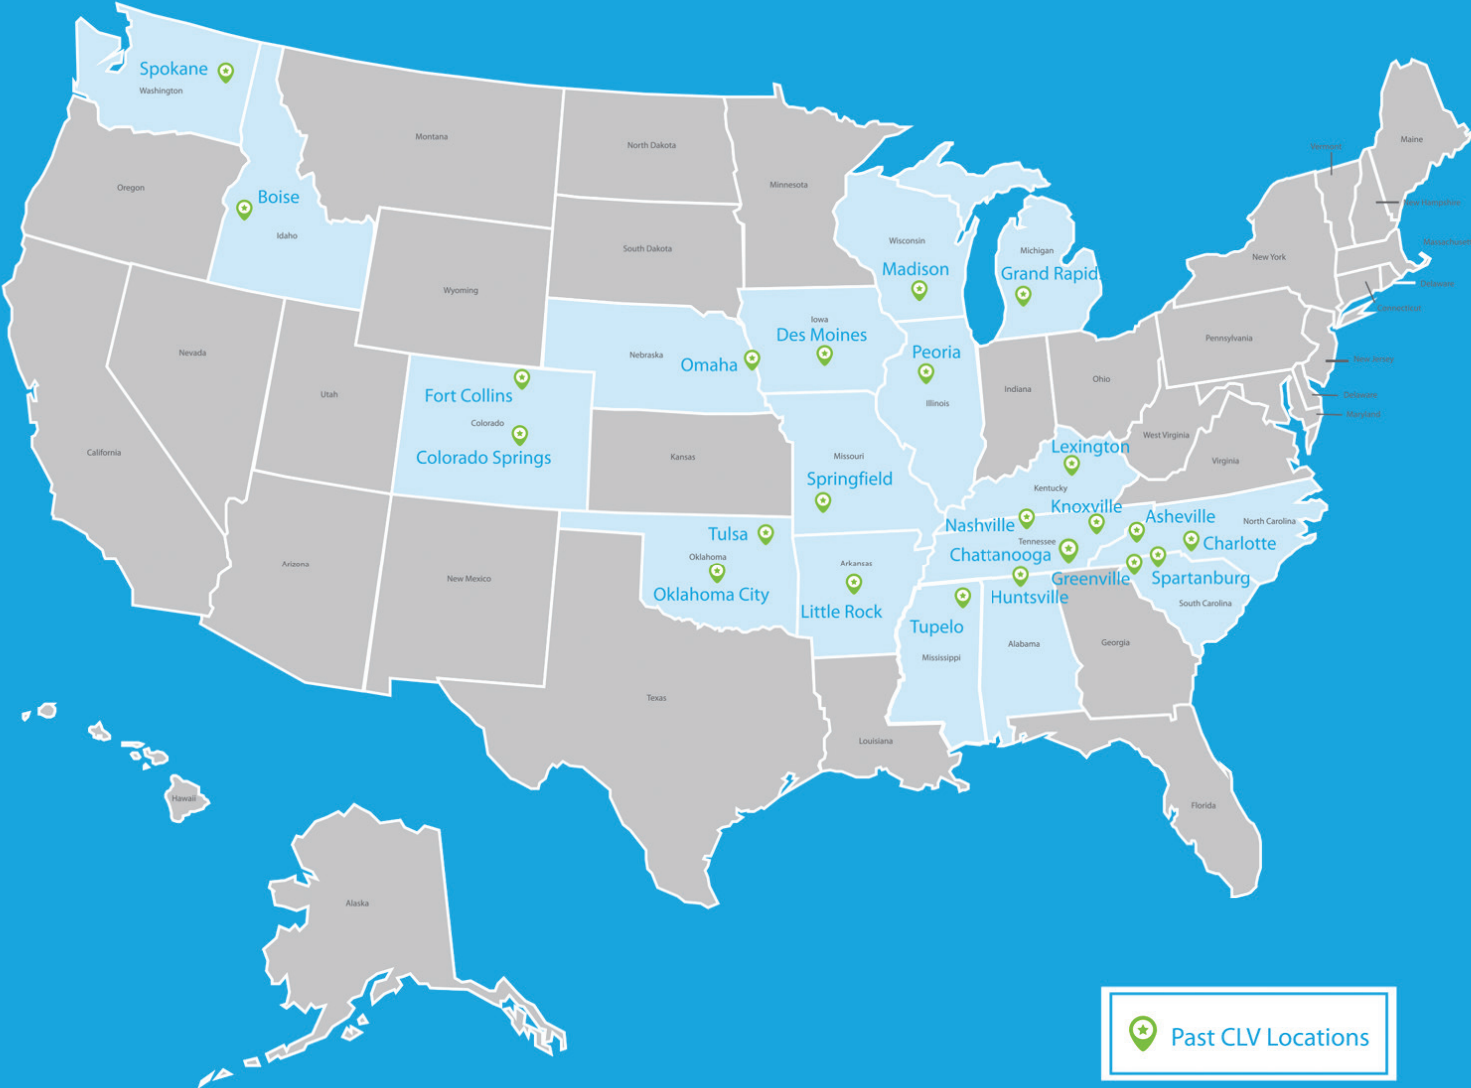 Spokane
Washington
Montana
North Dakota
Minnesota
Maine
Vermont
Oregon
Boise
Idaho
New Hampshire
Wisconsin
Michigan
Massachuset
South Dakota
New York
Madison
Grand Rapid
Wyoming
Delaware
Connecticut
Iowa
Des Moines
Nevada
Nebraska
Omaha
Peoria
Pennsylvania
New Jersey
Utah
Fort Collins
Indiana
Ohio
Illinois
Delaware
Maryland
Colorado
California
Colorado Springs
Kansas
Missouri
Springfield
Lexington
Kentucky
West Virginia
Virginia
Nashville
Knoxville
Asheville
North Carolina
Tulsa
Tennessee
Chattanooga
Charlotte
Arizona
New Mexico
Oklahoma
Oklahoma City
Arkansas
Little Rock
Huntsville
Greenville
Spartanburg
South Carolina
Tupelo
Mississippi
Alabama
Georgia
Texas
Louisiana
Hawaii
Florida
Alaska
Past CLV Locations